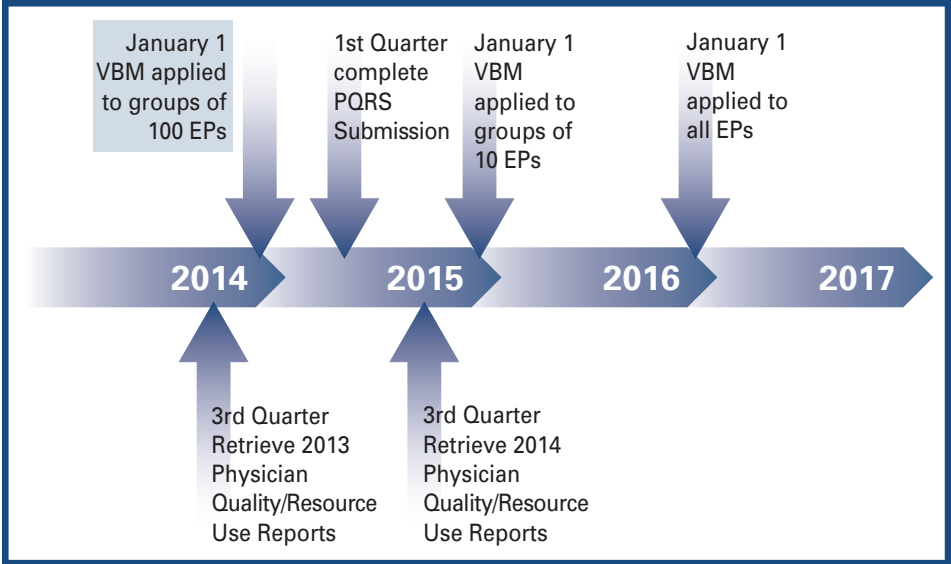 January 1
VBM applied
to groups of
100 EPs
1st Quarter
complete
PQRS
Submission
January 1
VBM
applied to
groups of
10 EPs
January 1
VBM
applied to
all EPs
2014
2015
2016
2017
3rd Quarter
Retrieve 2013
Physician
Quality/Resource
Use Reports
3rd Quarter
Retrieve 2014
Physician
Quality/Resource
Use Reports